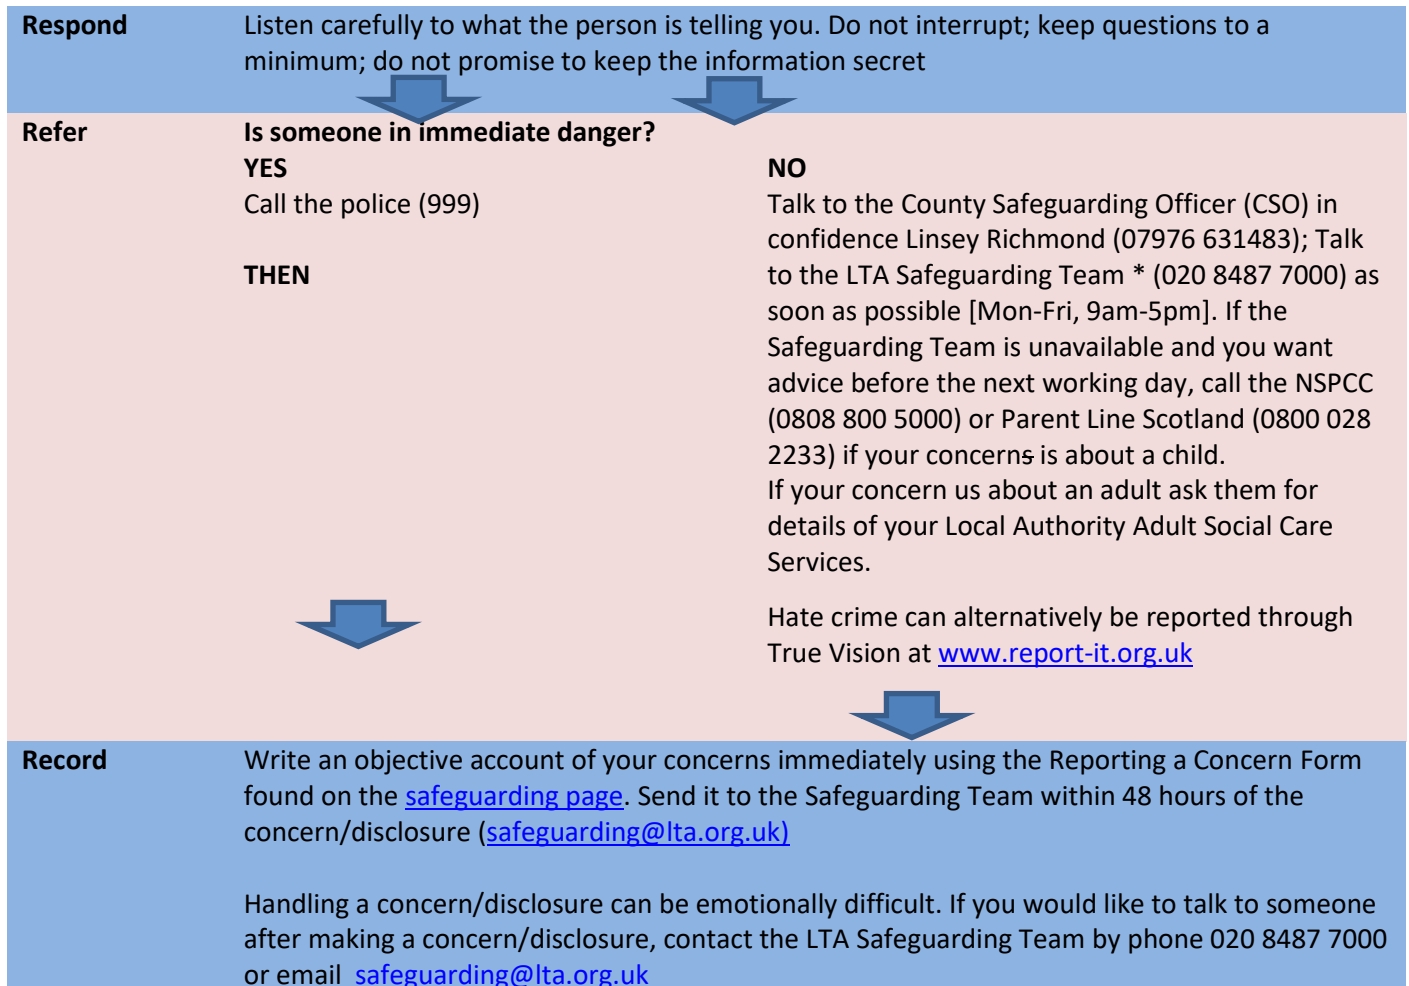 Respond
Listen carefully to what the person is telling you. Do not interrupt; keep questions to a
minimum; do not promise to keep the information secret
Refer
Is someone in immediate danger?
YES
Call the police (999)
THEN
NO
Talk to the County Safeguarding Officer (CSO) in
confidence Linsey Richmond (07976 631483); Talk
to the LTA Safeguarding Team * (020 8487 7000) as
soon as possible [Mon-Fri, 9am-5pm]. If the
Safeguarding Team is unavailable and you want
advice before the next working day, call the NSPCC
(0808 800 5000) or Parent Line Scotland (0800 028
2233) if your concerns is about a child.
If your concern us about an adult ask them for
details of your Local Authority Adult Social Care
Services.
Hate crime can alternatively be reported through
True Vision at www.report-it.org.uk
Record
Write an objective account of your concerns immediately using the Reporting a Concern Form
found on the safeguarding page. Send it to the Safeguarding Team within 48 hours of the
concern/disclosure (safeguarding@lta.org.uk)
Handling a concern/disclosure can be emotionally difficult. If you would like to talk to someone
after making a concern/disclosure, contact the LTA Safeguarding Team by phone 020 8487 7000
or email safeguarding@lta.org.uk